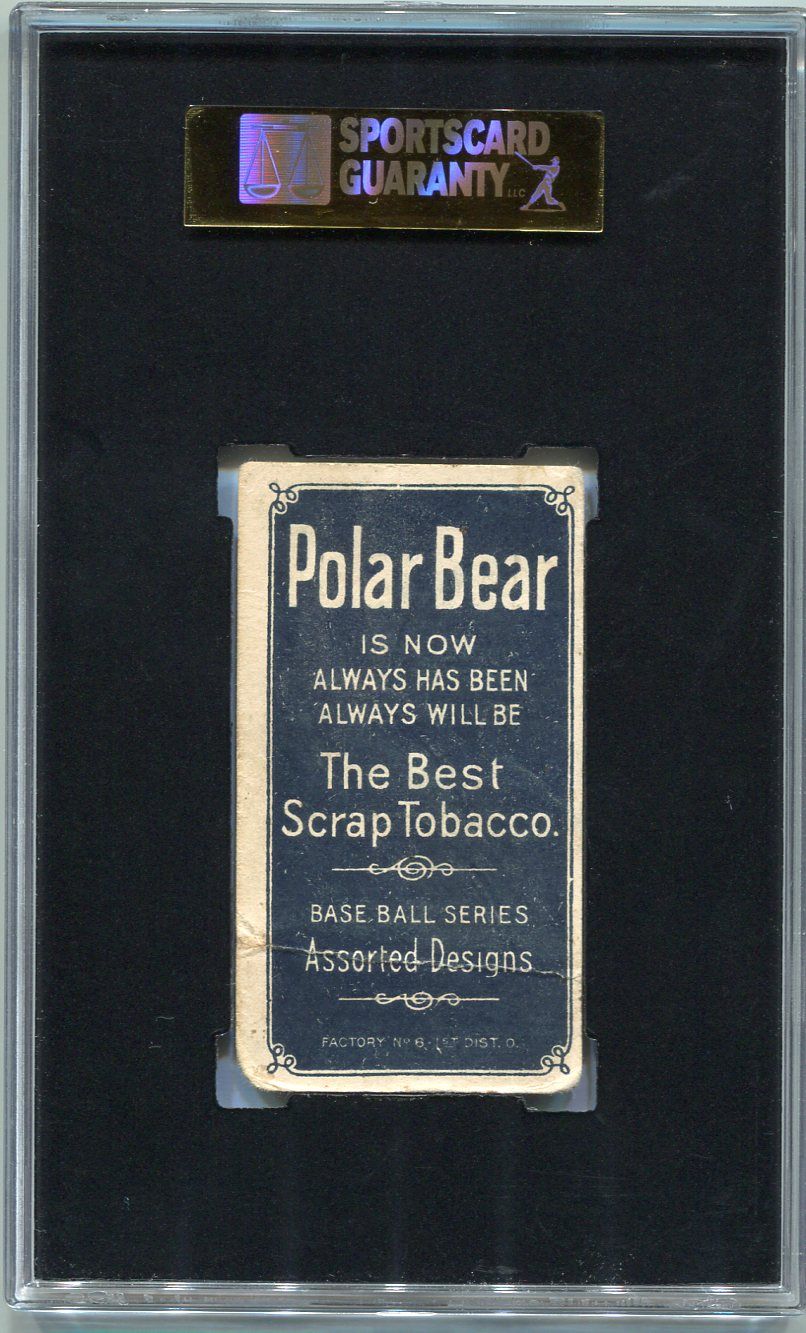 SPORTSCARD
GUARANTY LLC
Polar Bear
IS NOW
ALWAYS HAS BEEN
ALWAYS WILL BE
The Best
Scrap Tobacco.
BASE BALL SERIES
Assorted Designs
FACTORY Nº 6-1ST DIST. O.